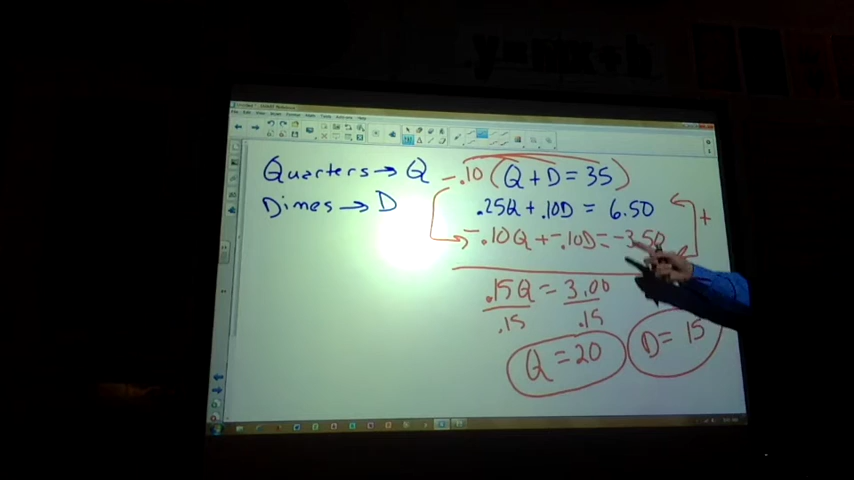 y=mx+b
Quarters → Q -.10 (Q + D = 35)
Dimes → D .25Q + .10D = 6.50
-.10Q + -.10D = -3.50
+
.15Q = 3.00
.15 .15
Q = 20 D = 15